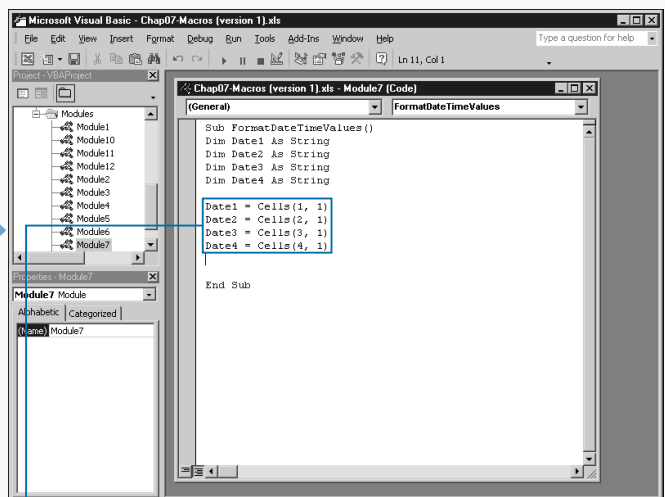 Microsoft Visual Basic - Chap07-Macros (version 1).xls
File Edit View Insert Format Debug Run Tools Add-Ins Window Help
Type a question for help
Ln 11, Col 1
Project - VBAProject
Modules
Module1
Module10
Module11
Module12
Module2
Module3
Module4
Module5
Module6
Module7
Properties - Module7
Module7 Module
Alphabetic Categorized
(Name) Module7
Chap07-Macros (version 1).xls - Module7 (Code)
(General) FormatDateTimeValues
Sub FormatDateTimeValues()
Dim Date1 As String
Dim Date2 As String
Dim Date3 As String
Dim Date4 As String
Date1 = Cells(1, 1)
Date2 = Cells(2, 1)
Date3 = Cells(3, 1)
Date4 = Cells(4, 1)
End Sub